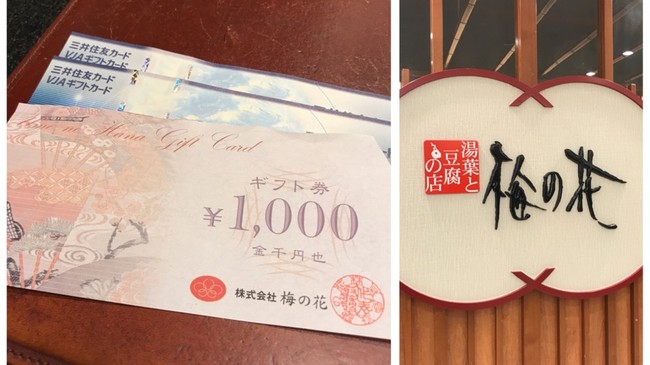 三井住友カード
VJAギフトカード
三井住友カード
VJAギフトカード
Ume no Hana Gift Card
ギフト券
¥1,000
金千円也
株式会社 梅の花
湯葉と
豆腐
の店
梅の花